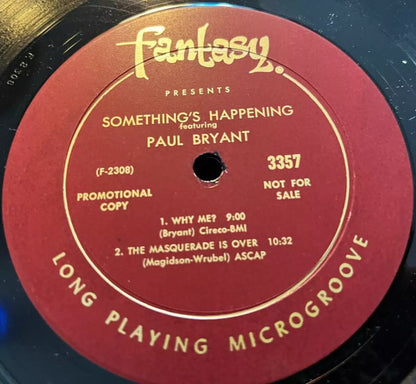 Fantasy.
PRESENTS
SOMETHING'S HAPPENING
featuring
PAUL BRYANT
(F-2308)
3357
PROMOTIONAL
COPY
NOT FOR
SALE
1. WHY ME? 9:00
(Bryant) Cireco-BMI
2. THE MASQUERADE IS OVER 10:32
(Magidson-Wrubel) ASCAP
LONG PLAYING MICROGROOVE